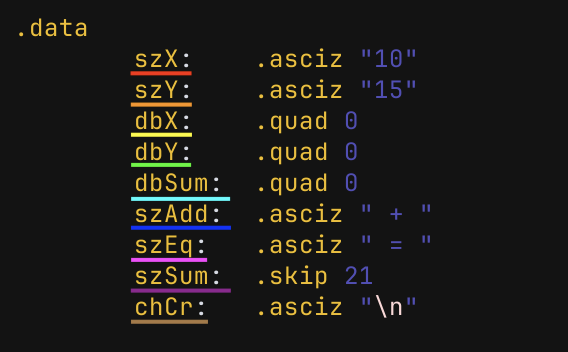 .data
szX: .asciz "10"
szY: .asciz "15"
dbX: .quad 0
dbY: .quad 0
dbSum: .quad 0
szAdd: .asciz " + "
szEq: .asciz " = "
szSum: .skip 21
chCr: .asciz "\n"